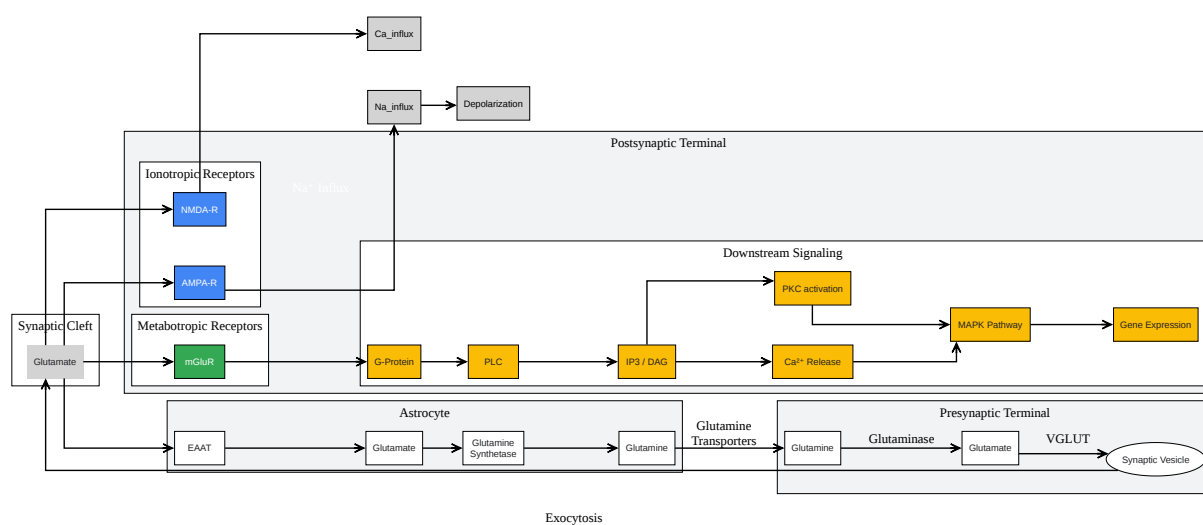 Ca_influx
Na_influx
Depolarization
Postsynaptic Terminal
Ionotropic Receptors
Na⁺ Influx
NMDA-R
Downstream Signaling
AMPA-R
PKC activation
Synaptic Cleft
Metabotropic Receptors
MAPK Pathway
Gene Expression
Glutamate
mGluR
G-Protein
PLC
IP3 / DAG
Ca²⁺ Release
Astrocyte
Presynaptic Terminal
Glutamine
Transporters
EAAT
Glutamate
Glutamine
Synthetase
Glutamine
Glutamine
Glutaminase
Glutamate
VGLUT
Synaptic Vesicle
Exocytosis